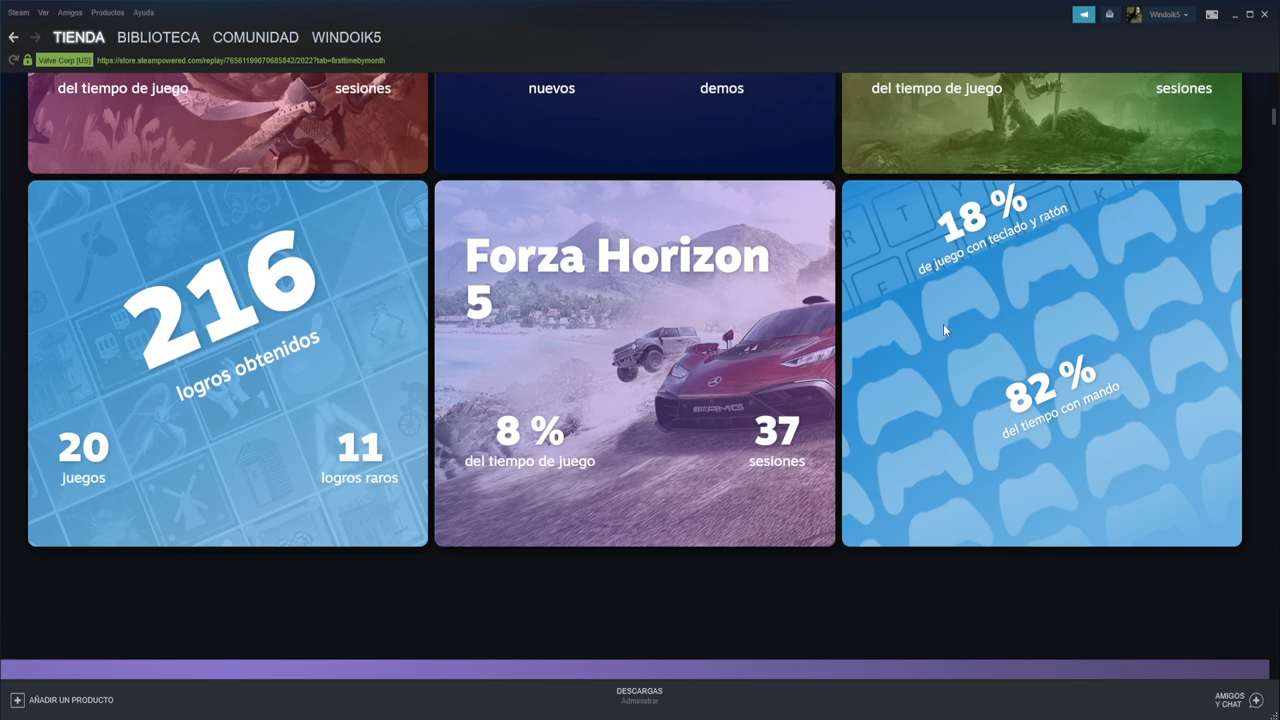 Steam Ver Amigos Productos Ayuda
Windoik5
TIENDA BIBLIOTECA COMUNIDAD WINDOIK5
Valve Corp [US] https://store.steampowered.com/replay/76561199070685842/2022?tab=firsttimebymonth
del tiempo de juego sesiones
nuevos demos
del tiempo de juego sesiones
216
logros obtenidos
20 11
juegos logros raros
Forza Horizon
5
8 % 37
del tiempo de juego sesiones
AMG
R T Y K
E
18 %
de juego con teclado y ratón
82 %
del tiempo con mando
AÑADIR UN PRODUCTO
DESCARGAS
Administrar
AMIGOS
Y CHAT